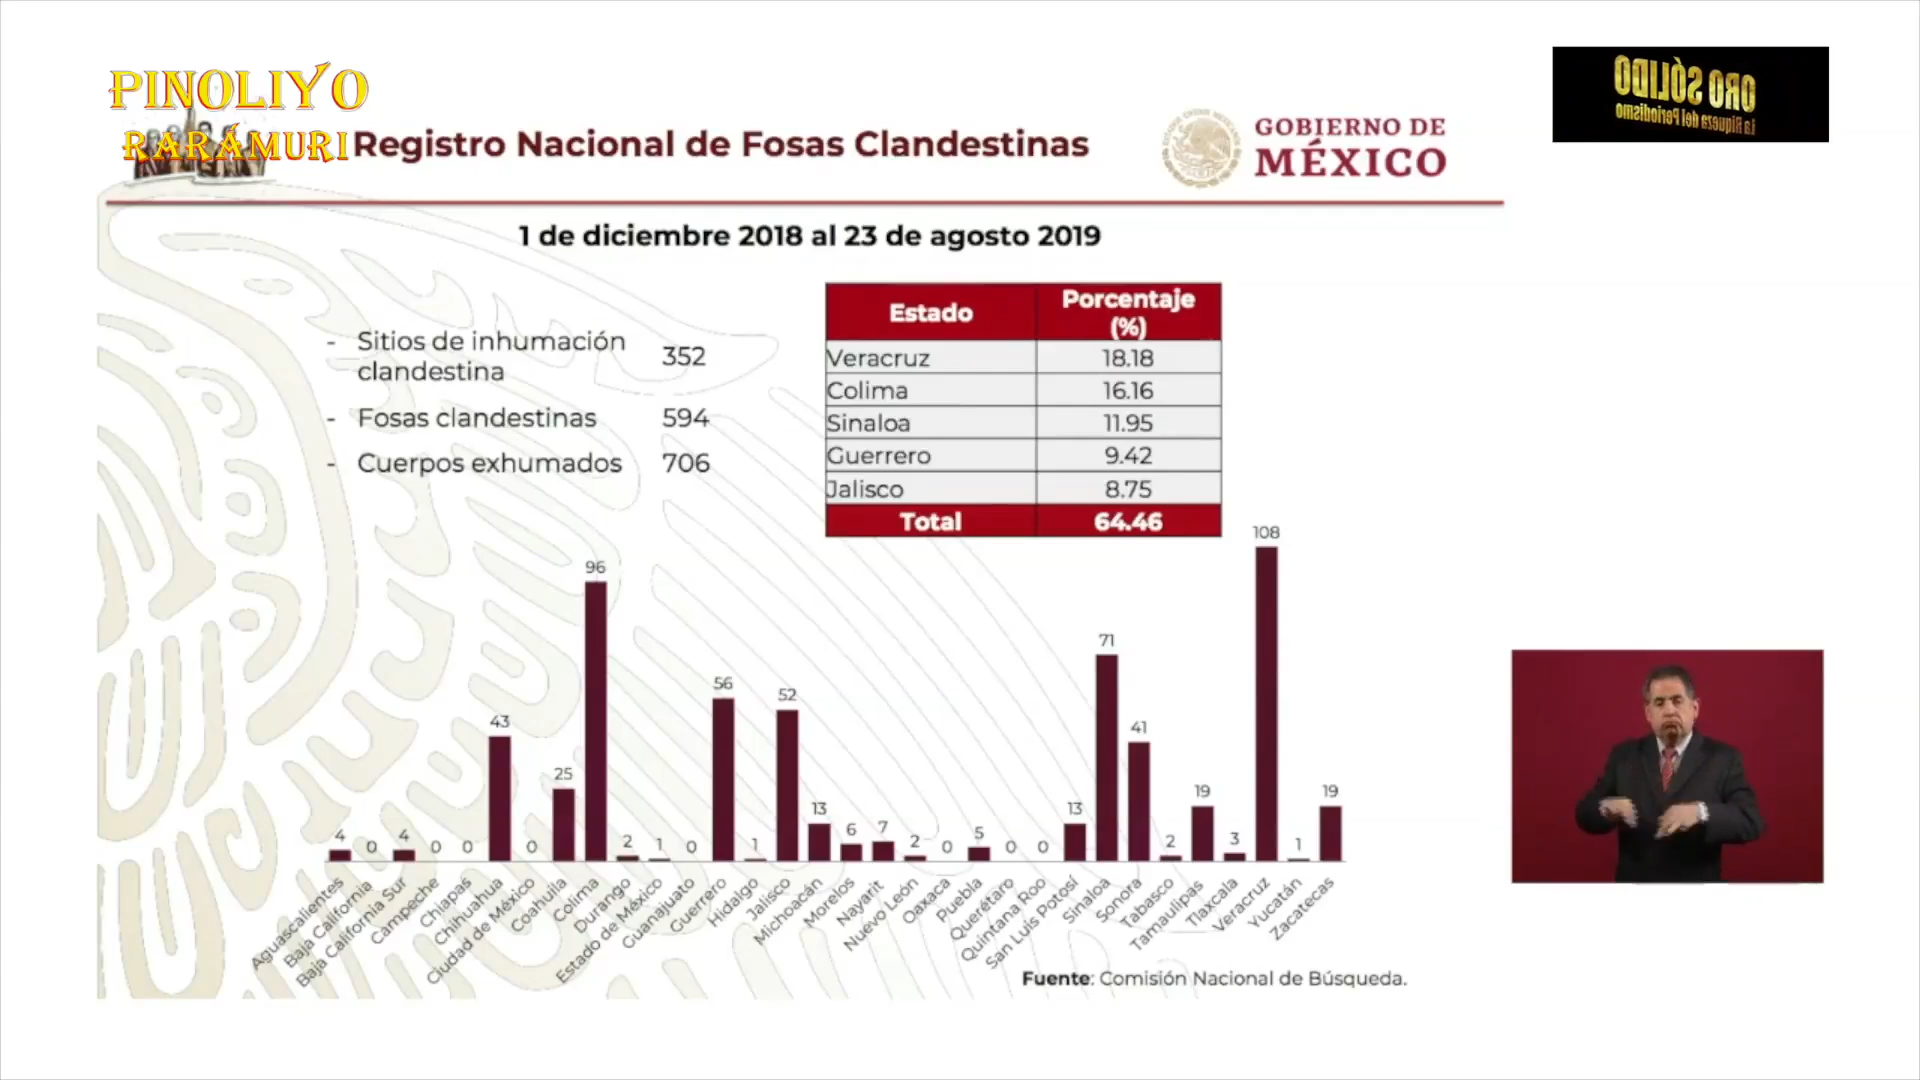 PINOLIYO
RARÁMURI
Registro Nacional de Fosas Clandestinas
GOBIERNO DE
MÉXICO
ORO SÓLIDO
La Riqueza del Periodismo
1 de diciembre 2018 al 23 de agosto 2019
- Sitios de inhumación clandestina 352
- Fosas clandestinas 594
- Cuerpos exhumados 706
Estado Porcentaje (%)
Veracruz 18.18
Colima 16.16
Sinaloa 11.95
Guerrero 9.42
Jalisco 8.75
Total 64.46
4 0 4 0 0 43 0 25 96 2 1 0 56 1 52 13 6 7 2 0 5 0 0 13 71 41 2 19 3 108 1 19
Aguascalientes
Baja California
Baja California Sur
Campeche
Chiapas
Chihuahua
Ciudad de México
Coahuila
Colima
Durango
Estado de México
Guanajuato
Guerrero
Hidalgo
Jalisco
Michoacán
Morelos
Nayarit
Nuevo León
Oaxaca
Puebla
Querétaro
Quintana Roo
San Luis Potosí
Sinaloa
Sonora
Tabasco
Tamaulipas
Tlaxcala
Veracruz
Yucatán
Zacatecas
Fuente: Comisión Nacional de Búsqueda.